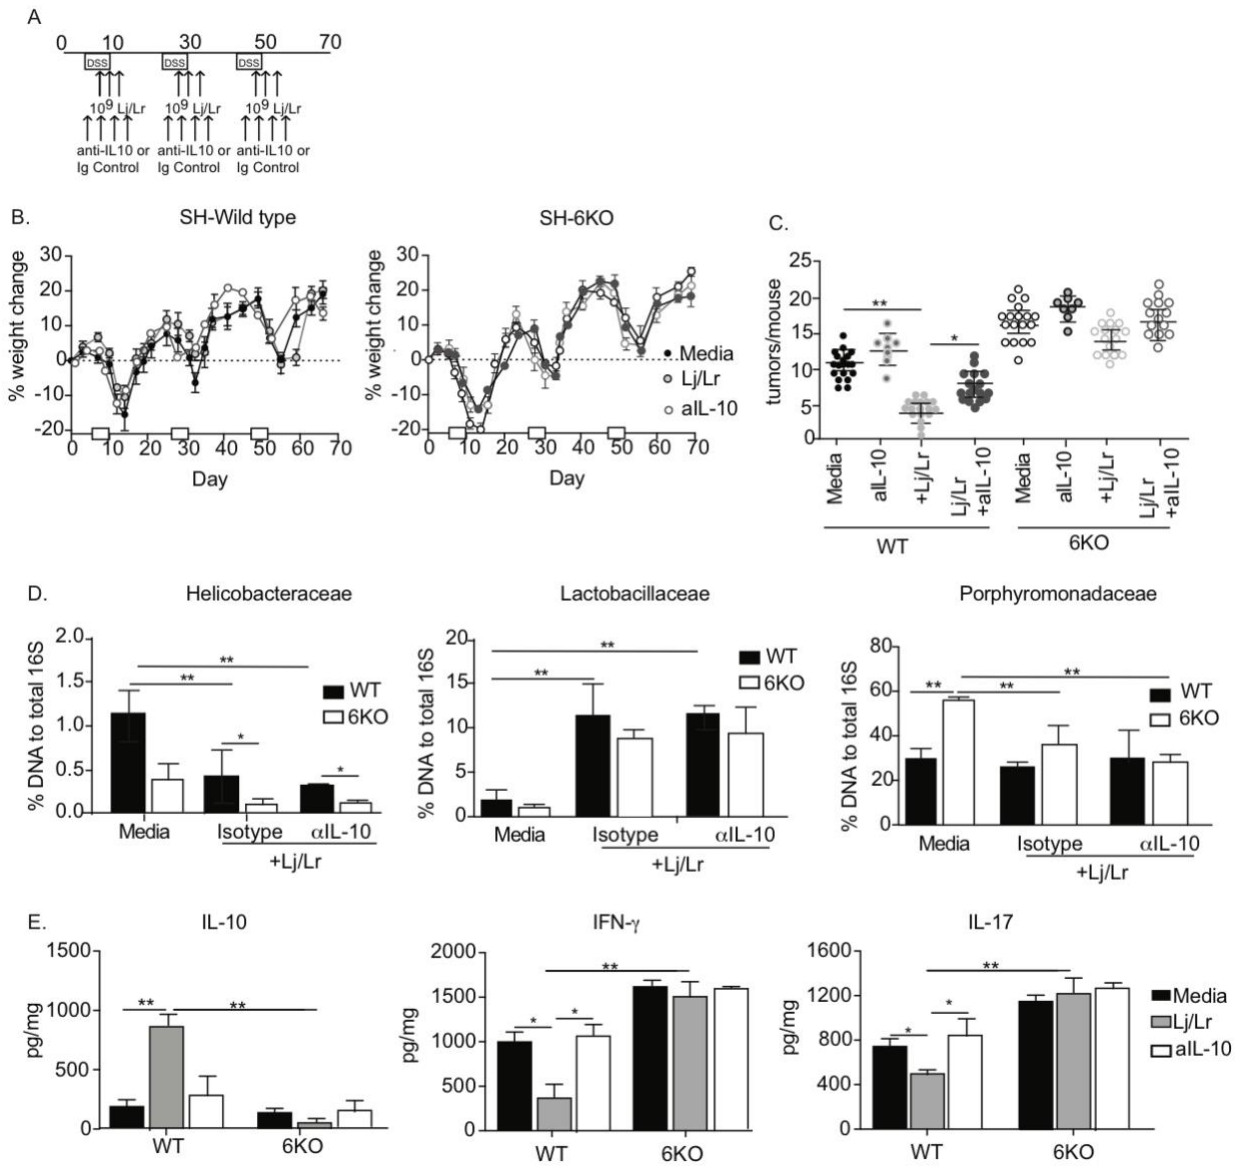 A
0 10 30 50 70
DSS DSS DSS
10⁹ Lj/Lr 10⁹ Lj/Lr 10⁹ Lj/Lr
anti-IL10 or anti-IL10 or anti-IL10 or
Ig Control Ig Control Ig Control
B.
SH-Wild type
% weight change
30
20
10
0
-10
-20
0 10 20 30 40 50 60 70
Day
SH-6KO
% weight change
30
20
10
0
-10
-20
0 10 20 30 40 50 60 70
Day
Media
Lj/Lr
aIL-10
C.
tumors/mouse
25
20
15
10
5
0
** *
Media
aIL-10
+Lj/Lr
Lj/Lr
+aIL-10
Media
aIL-10
+Lj/Lr
Lj/Lr
+aIL-10
WT 6KO
D.
Helicobacteraceae
% DNA to total 16S
2.0
1.5
1.0
0.5
0.0
**
**
*
*
WT
6KO
Media Isotype αIL-10
+Lj/Lr
Lactobacillaceae
% DNA to total 16S
20
15
10
5
0
**
**
WT
6KO
Media Isotype αIL-10
+Lj/Lr
Porphyromonadaceae
% DNA to total 16S
80
60
40
20
0
**
** **
WT
6KO
Media Isotype αIL-10
+Lj/Lr
E.
IL-10
pg/mg
1500
1000
500
0
** **
WT 6KO
IFN-γ
pg/mg
2000
1500
1000
500
0
**
* *
WT 6KO
IL-17
pg/mg
1600
1200
800
400
0
**
* *
WT 6KO
Media
Lj/Lr
aIL-10